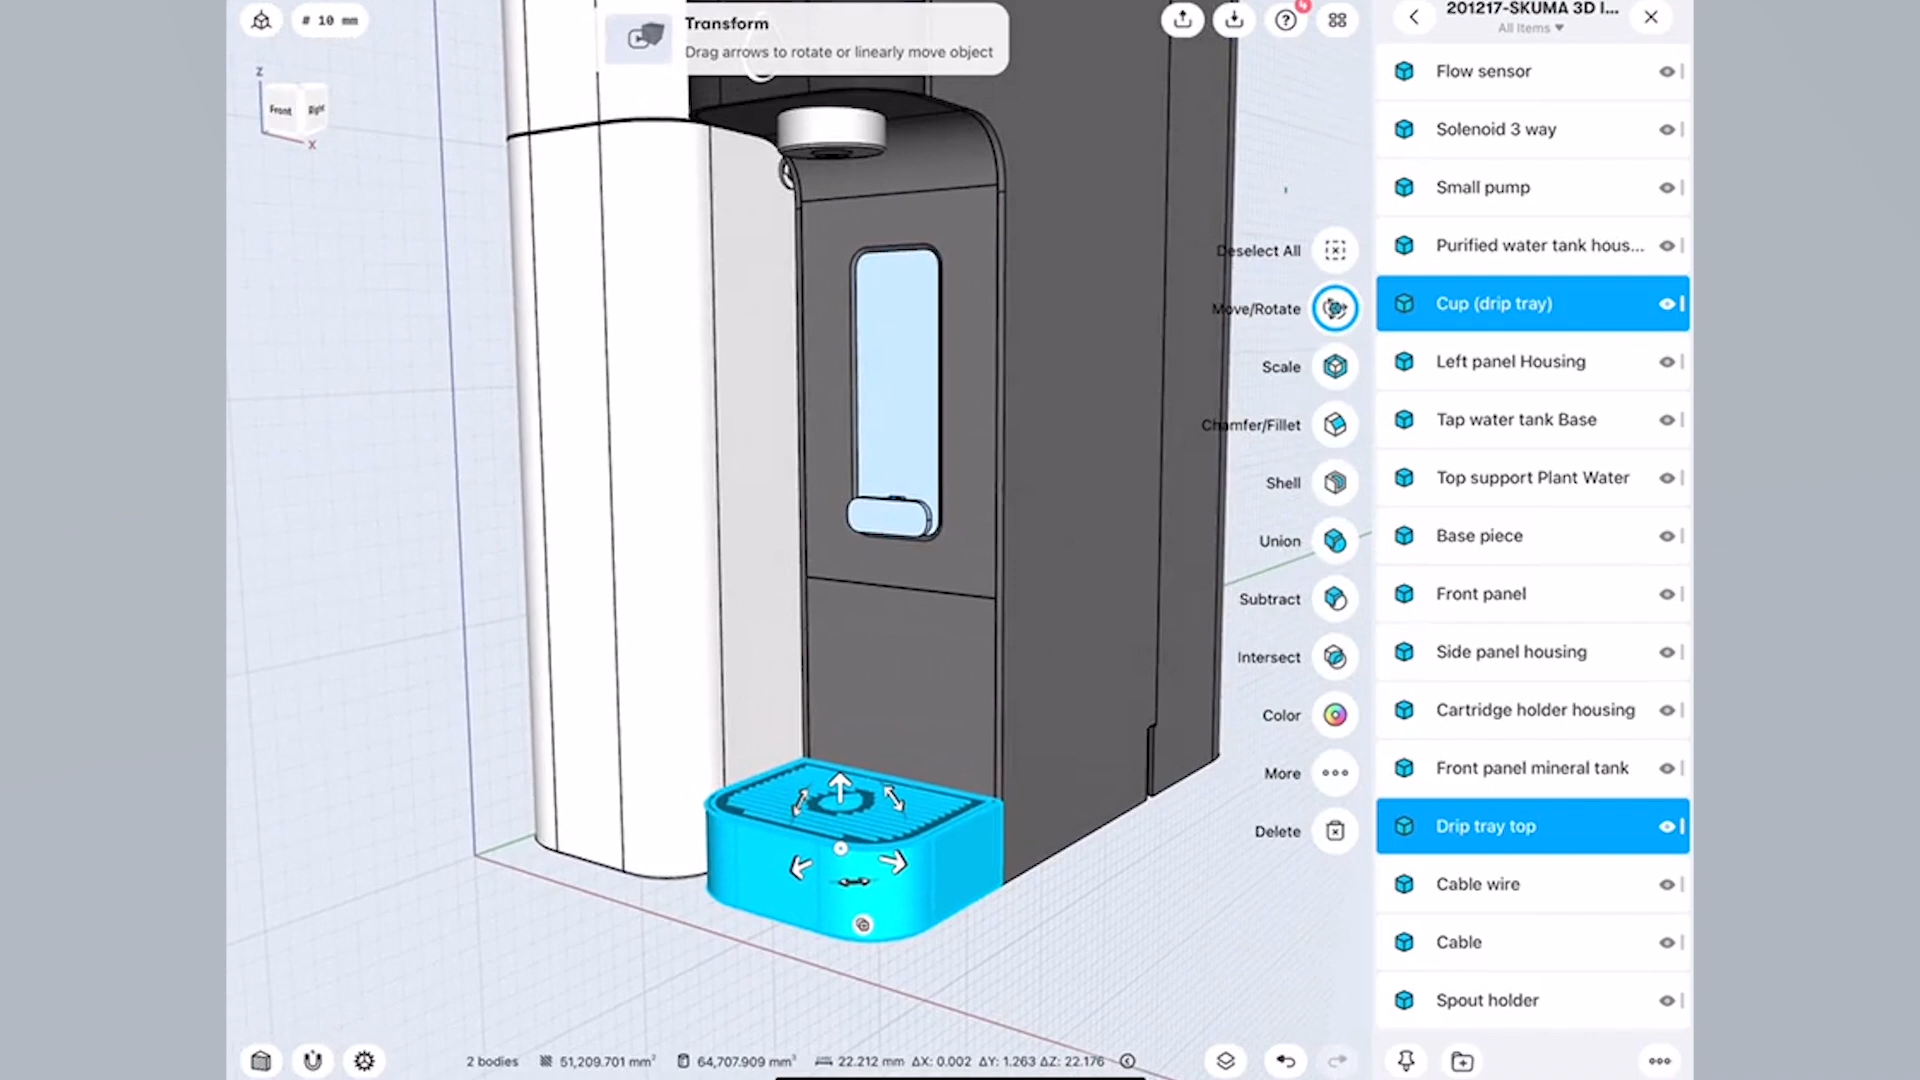 # 10 mm
Transform
Drag arrows to rotate or linearly move object
4
201217-SKUMA 3D I...
All Items
Z
Front
Right
X
Flow sensor
Solenoid 3 way
Small pump
Purified water tank hous...
Cup (drip tray)
Left panel Housing
Tap water tank Base
Top support Plant Water
Base piece
Front panel
Side panel housing
Cartridge holder housing
Front panel mineral tank
Drip tray top
Cable wire
Cable
Spout holder
Deselect All
Move/Rotate
Scale
Chamfer/Fillet
Shell
Union
Subtract
Intersect
Color
More
Delete
2 bodies 51,209.701 mm² 64,707.909 mm³ 22.212 mm ΔX: 0.002 ΔY: 1.263 ΔZ: 22.176